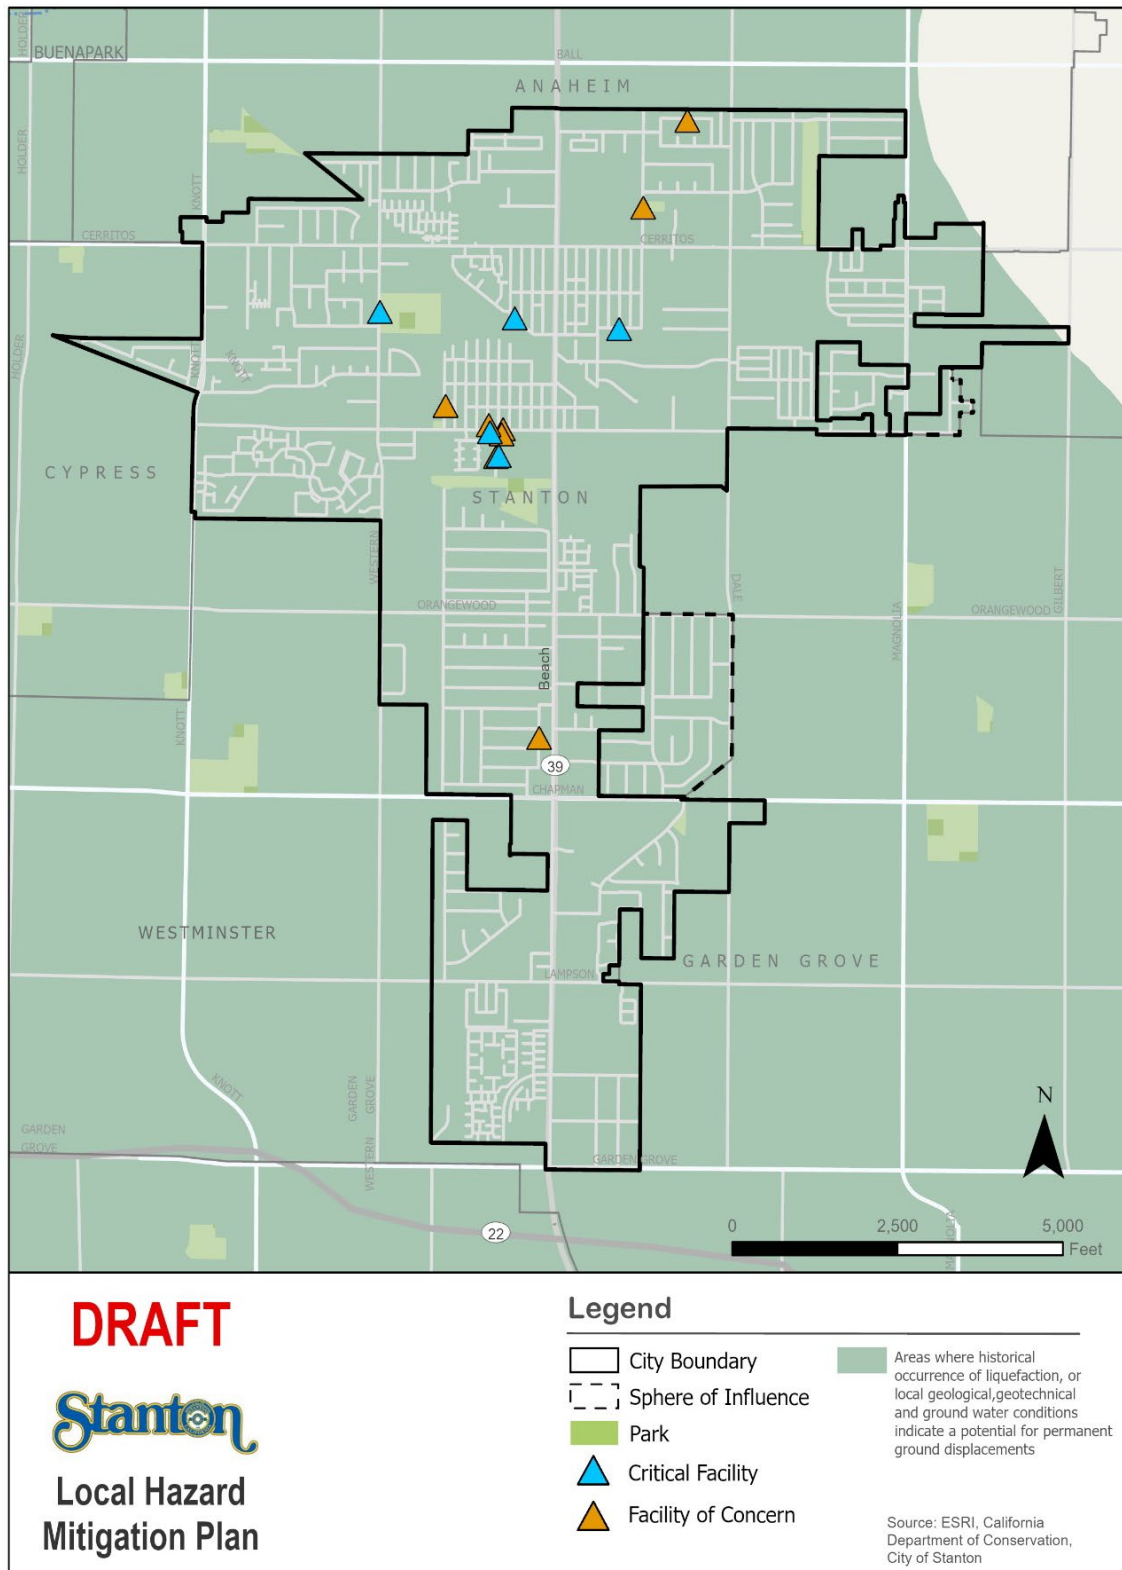 HOLDER
BUENAPARK
BALL
ANAHEIM
HOLDER
KNOTT
CERRITOS
CERRITOS
HOLDER
KNOTT
KNOTT
CYPRESS
STANTON
WESTERN
ORANGEWOOD
DALE
MAGNOLIA
ORANGEWOOD
GILBERT
Beach
KNOTT
39
CHAPMAN
WESTMINSTER
GARDEN GROVE
LAMPSON
KNOTT
GARDEN
GROVE
WESTERN
GARDEN
GROVE
GARDEN GROVE
N
22
0
2,500
5,000
Feet
DRAFT
Stanton
Local Hazard
Mitigation Plan
Legend
City Boundary
Sphere of Influence
Park
Critical Facility
Facility of Concern
Areas where historical
occurrence of liquefaction, or
local geological,geotechnical
and ground water conditions
indicate a potential for permanent
ground displacements
Source: ESRI, California
Department of Conservation,
City of Stanton